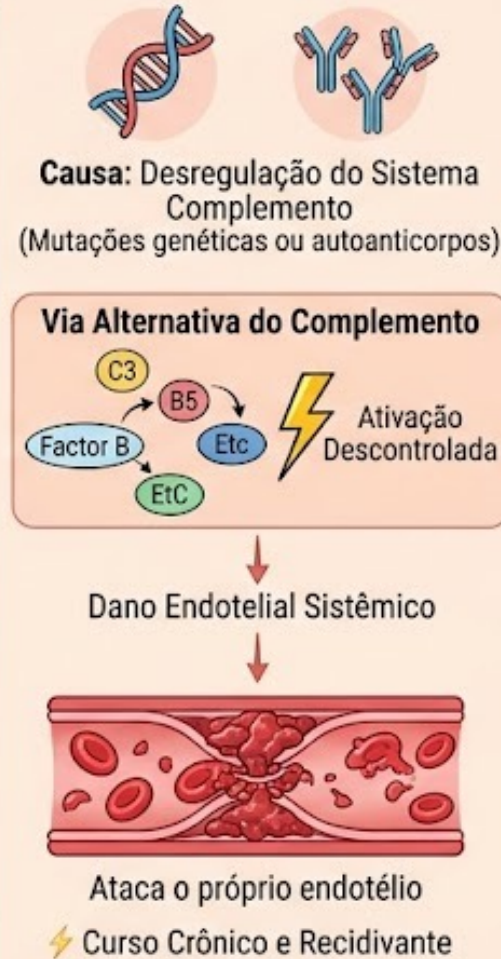 Causa: Desregulação do Sistema
Complemento
(Mutações genéticas ou autoanticorpos)
Via Alternativa do Complemento
C3
B5
Factor B
Etc
EtC
Ativação
Descontrolada
Dano Endotelial Sistêmico
Ataca o próprio endotélio
Curso Crônico e Recidivante